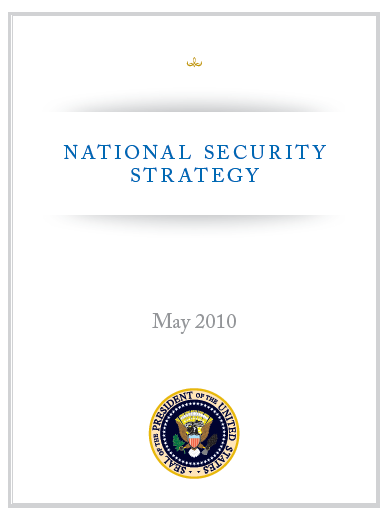 NATIONAL SECURITY
STRATEGY
May 2010
SEAL OF THE PRESIDENT OF THE UNITED STATES